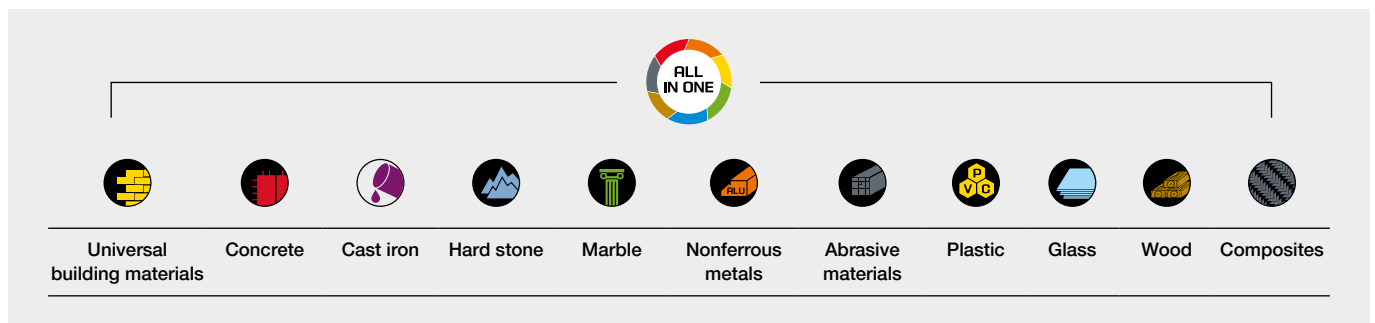 ALL
IN ONE
ALU
P
V C
Universal
building materials
Concrete
Cast iron
Hard stone
Marble
Nonferrous
metals
Abrasive
materials
Plastic
Glass
Wood
Composites